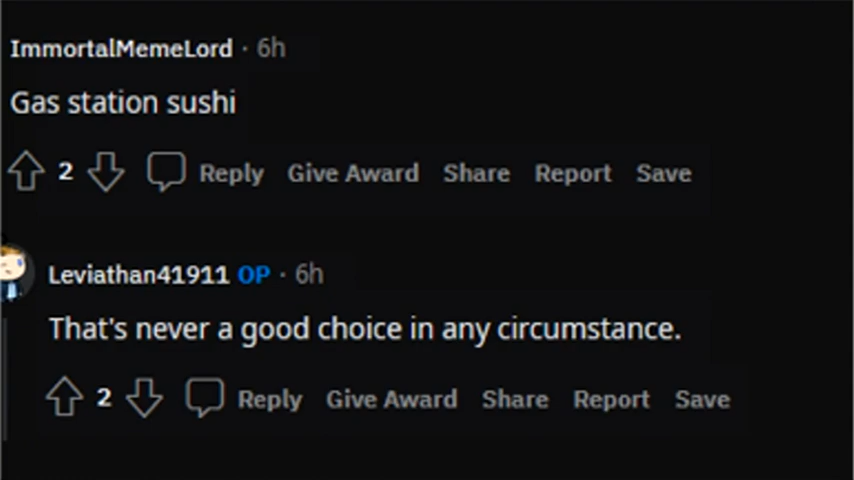 ImmortalMemeLord · 6h
Gas station sushi
2 Reply Give Award Share Report Save
Leviathan41911 OP · 6h
That's never a good choice in any circumstance.
2 Reply Give Award Share Report Save